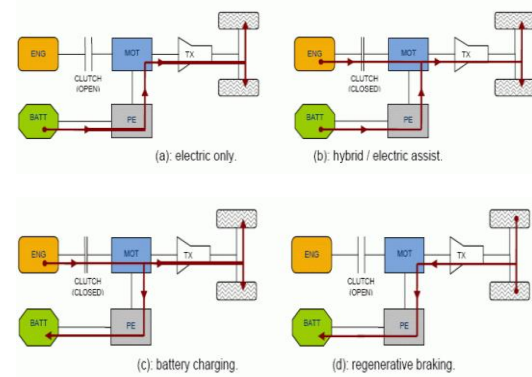 ENG
MOT
TX
CLUTCH
(OPEN)
BATT
PE
(a): electric only.
ENG
MOT
TX
CLUTCH
(CLOSED)
BATT
PE
(b): hybrid / electric assist.
ENG
MOT
TX
CLUTCH
(CLOSED)
BATT
PE
(c): battery charging.
ENG
MOT
TX
CLUTCH
(OPEN)
BATT
PE
(d): regenerative braking.